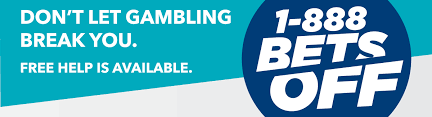 DON'T LET GAMBLING
BREAK YOU.
FREE HELP IS AVAILABLE.
1-888
BETS
OFF